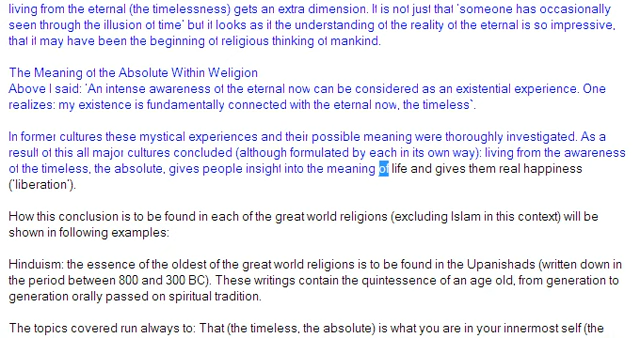 living from the eternal (the timelessness) gets an extra dimension. It is not just that 'someone has occasionally
seen through the illusion of time' but it looks as if the understanding of the reality of the eternal is so impressive,
that it may have been the beginning of religious thinking of mankind.
The Meaning of the Absolute Within Weligion
Above I said: 'An intense awareness of the eternal now can be considered as an existential experience. One
realizes: my existence is fundamentally connected with the eternal now, the timeless`.
In former cultures these mystical experiences and their possible meaning were thoroughly investigated. As a
result of this all major cultures concluded (although formulated by each in its own way): living from the awareness
of the timeless, the absolute, gives people insight into the meaning of life and gives them real happiness
('liberation').
How this conclusion is to be found in each of the great world religions (excluding Islam in this context) will be
shown in following examples:
Hinduism: the essence of the oldest of the great world religions is to be found in the Upanishads (written down in
the period between 800 and 300 BC). These writings contain the quintessence of an age old, from generation to
generation orally passed on spiritual tradition.
The topics covered run always to: That (the timeless, the absolute) is what you are in your innermost self (the